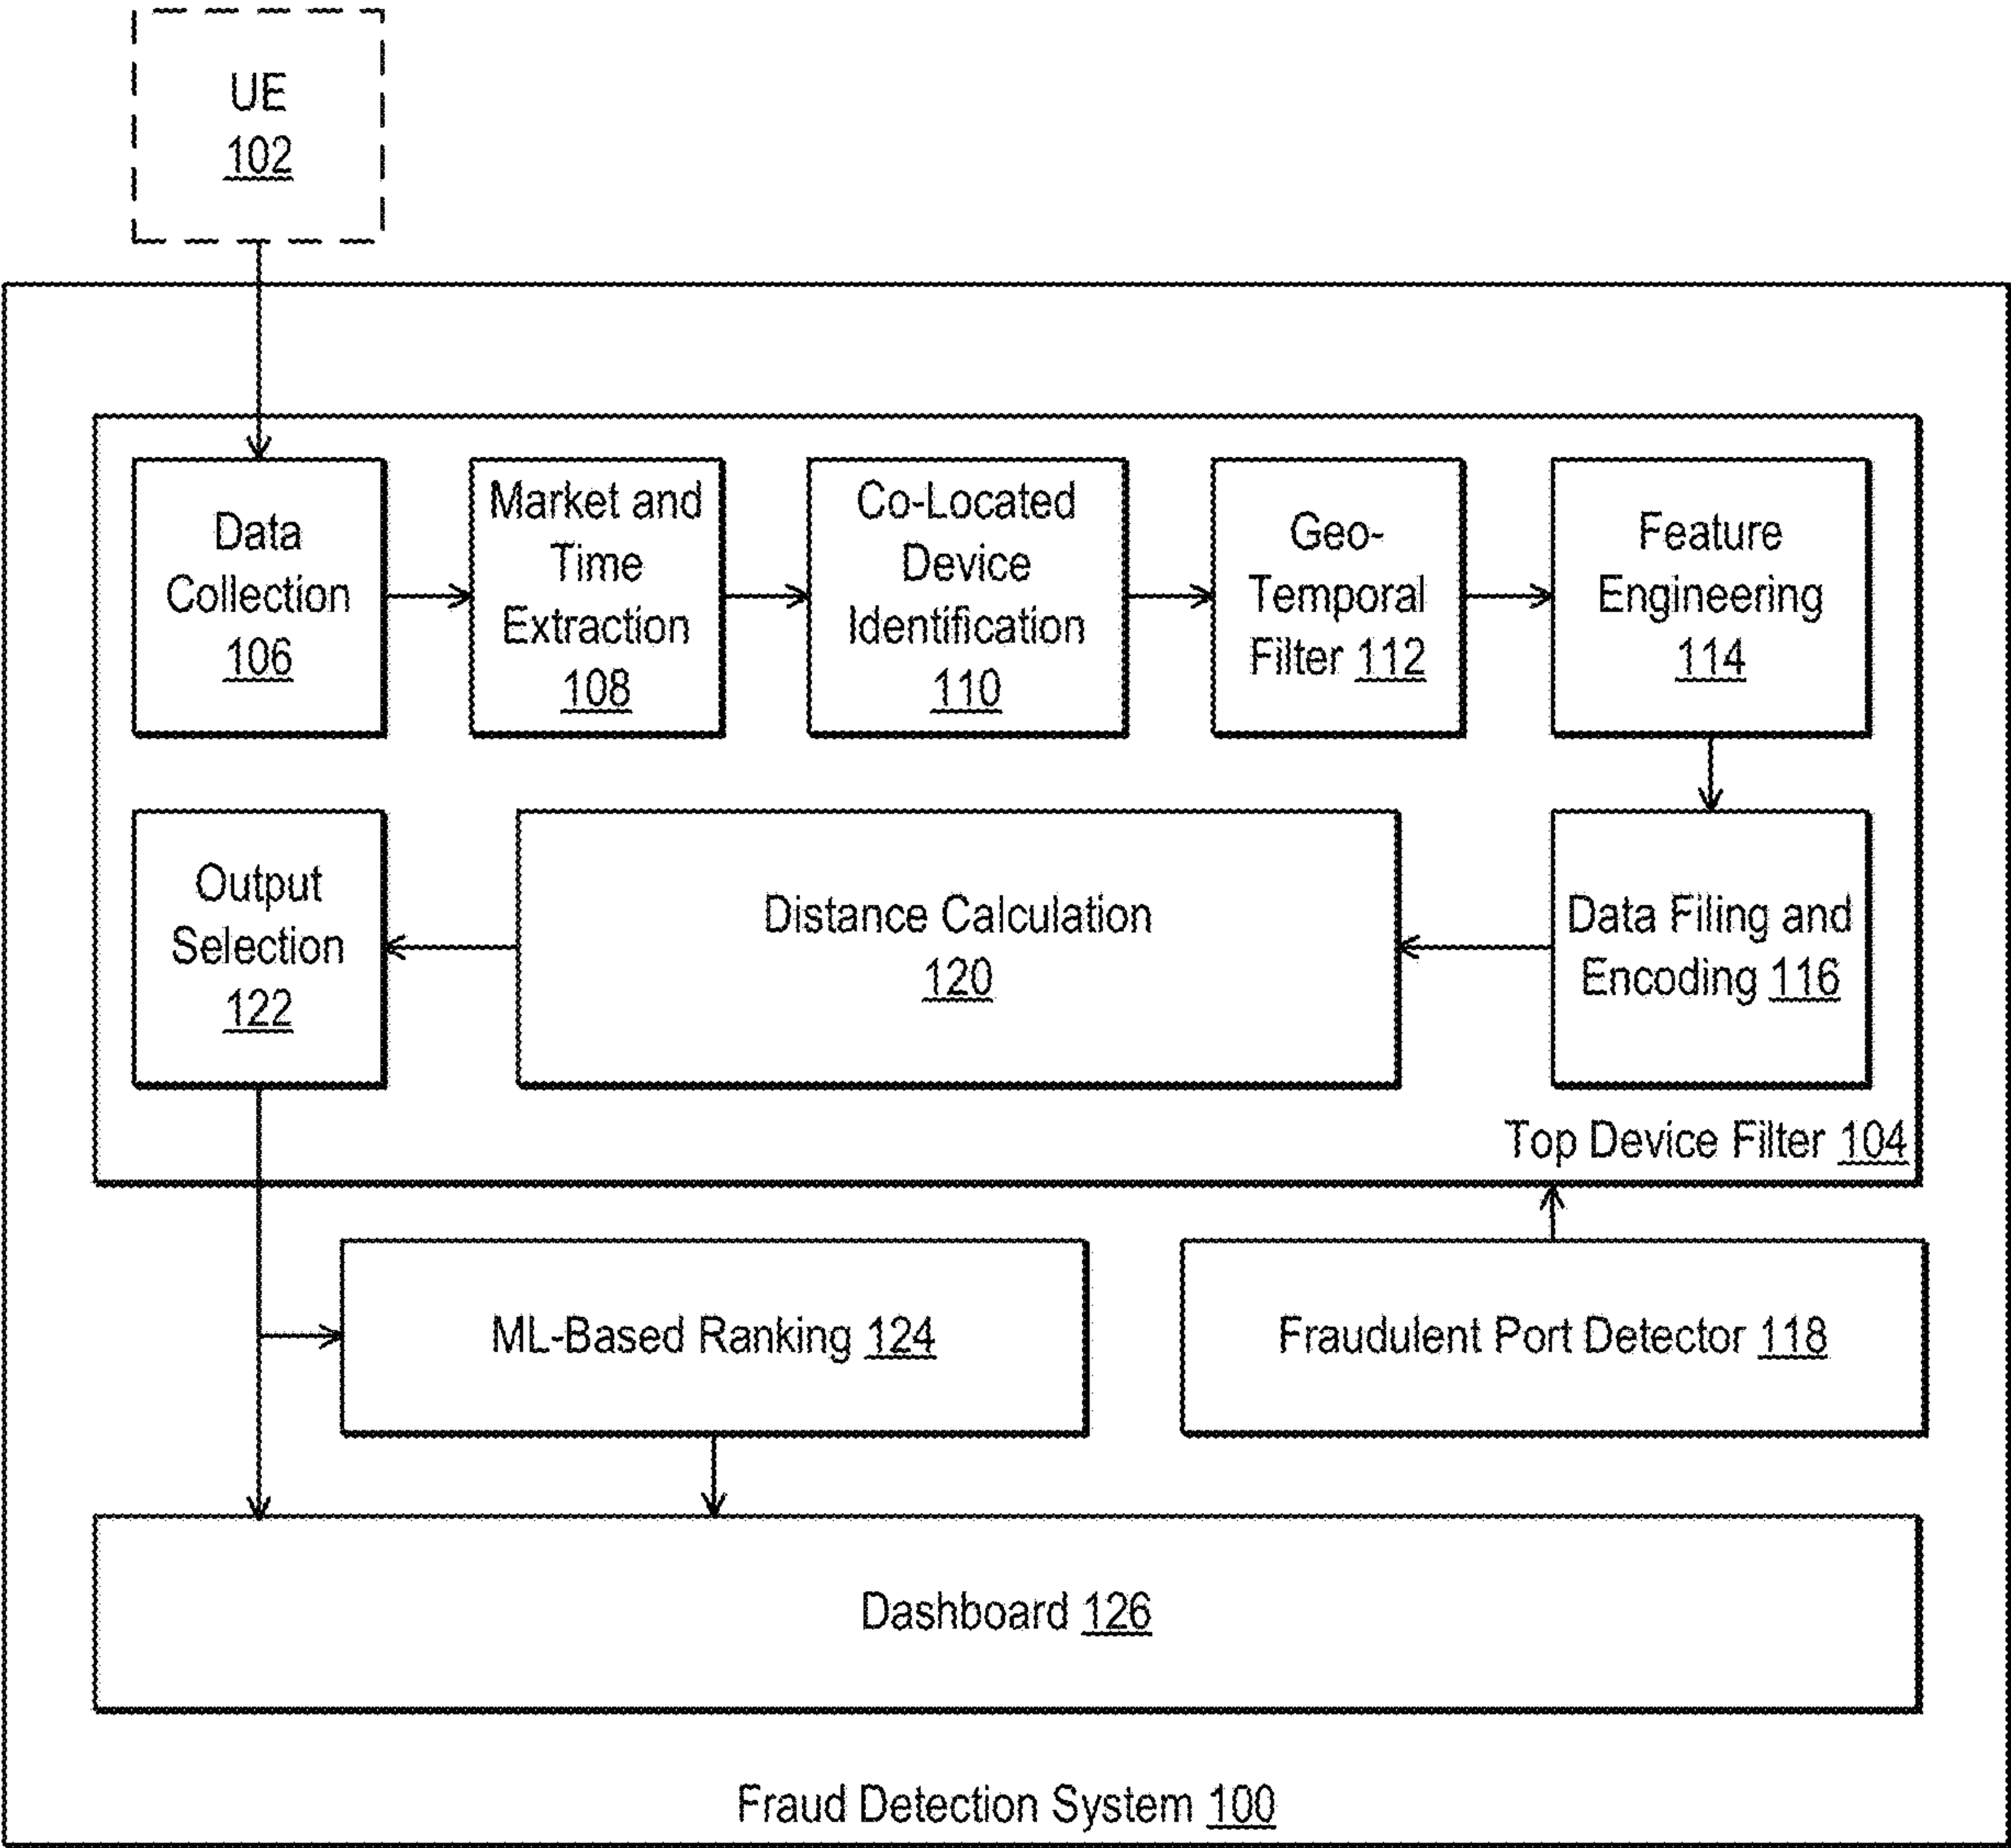 UE
102
Data
Collection
106
Market and
Time
Extraction
108
Co-Located
Device
Identification
110
Geo-
Temporal
Filter 112
Feature
Engineering
114
Output
Selection
122
Distance Calculation
120
Data Filing and
Encoding 116
Top Device Filter 104
ML-Based Ranking 124
Fraudulent Port Detector 118
Dashboard 126
Fraud Detection System 100